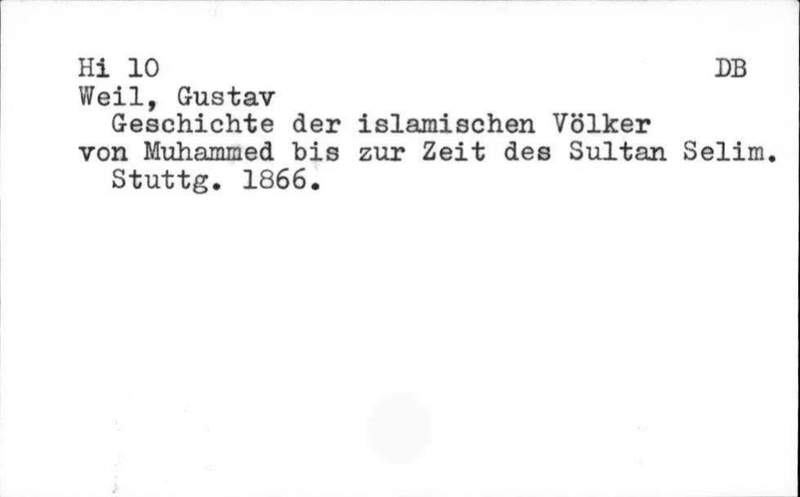 Hi 10 DB
Weil, Gustav
Geschichte der islamischen Völker
von Muhammed bis zur Zeit des Sultan Selim.
Stuttg. 1866.